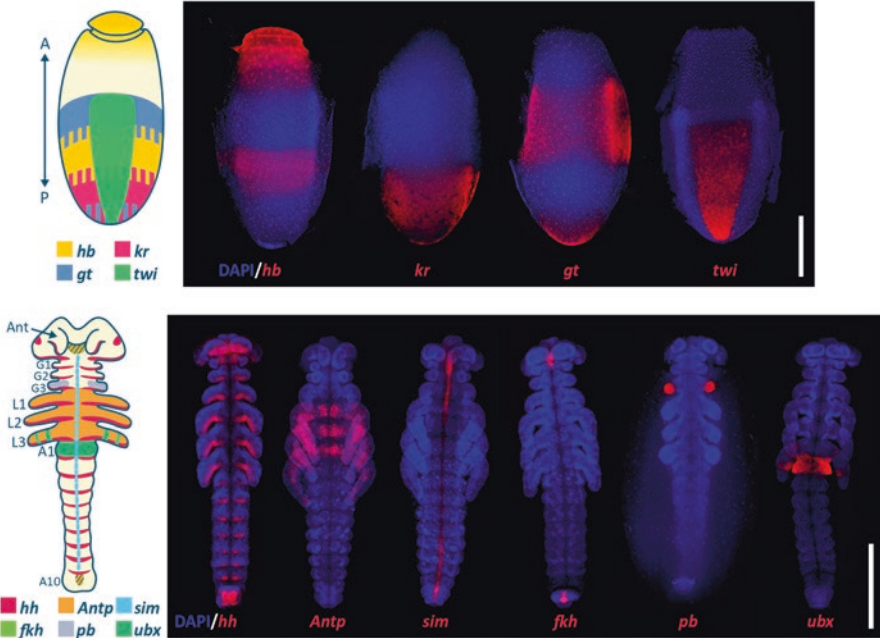 A
P
hb
kr
gt
twi
DAPI/hb
kr
gt
twi
Ant
G1
G2
G3
L1
L2
L3
A1
A10
hh
Antp
sim
fkh
pb
ubx
DAPI/hh
Antp
sim
fkh
pb
ubx